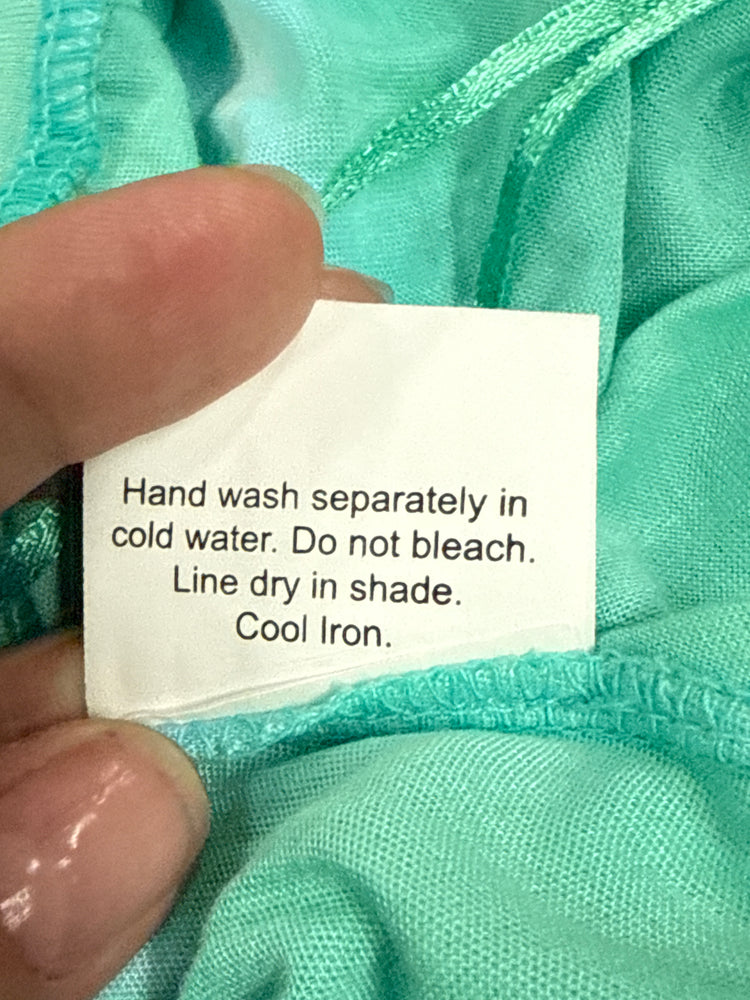 Hand wash separately in
cold water. Do not bleach.
Line dry in shade.
Cool Iron.